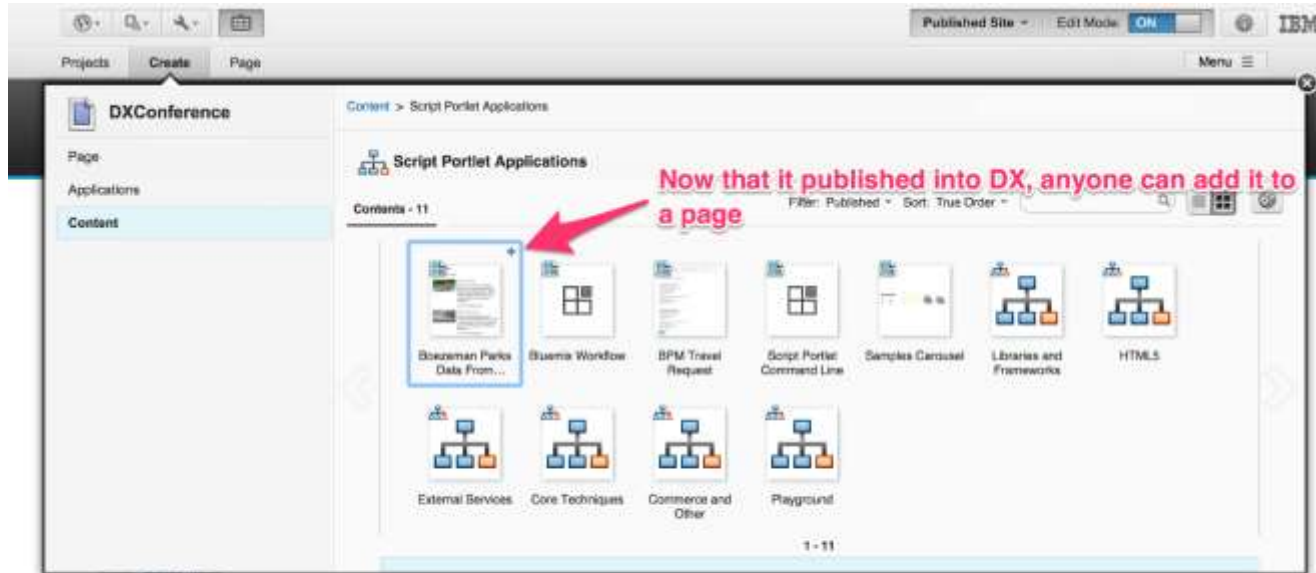 Published Site
Edit Mode
ON
IBM
Projects
Create
Page
Menu
DXConference
Content > Script Portlet Applications
Page
Applications
Content
Script Portlet Applications
Now that it published into DX, anyone can add it to
a page
Contents - 11
Filter: Published
Sort: True Order
Boezeman Parks
Data From...
Bluemix Workflow
BPM Travel
Request
Script Portlet
Command Line
Samples Carousel
Libraries and
Frameworks
HTML5
External Services
Core Techniques
Commerce and
Other
Playground
1 - 11